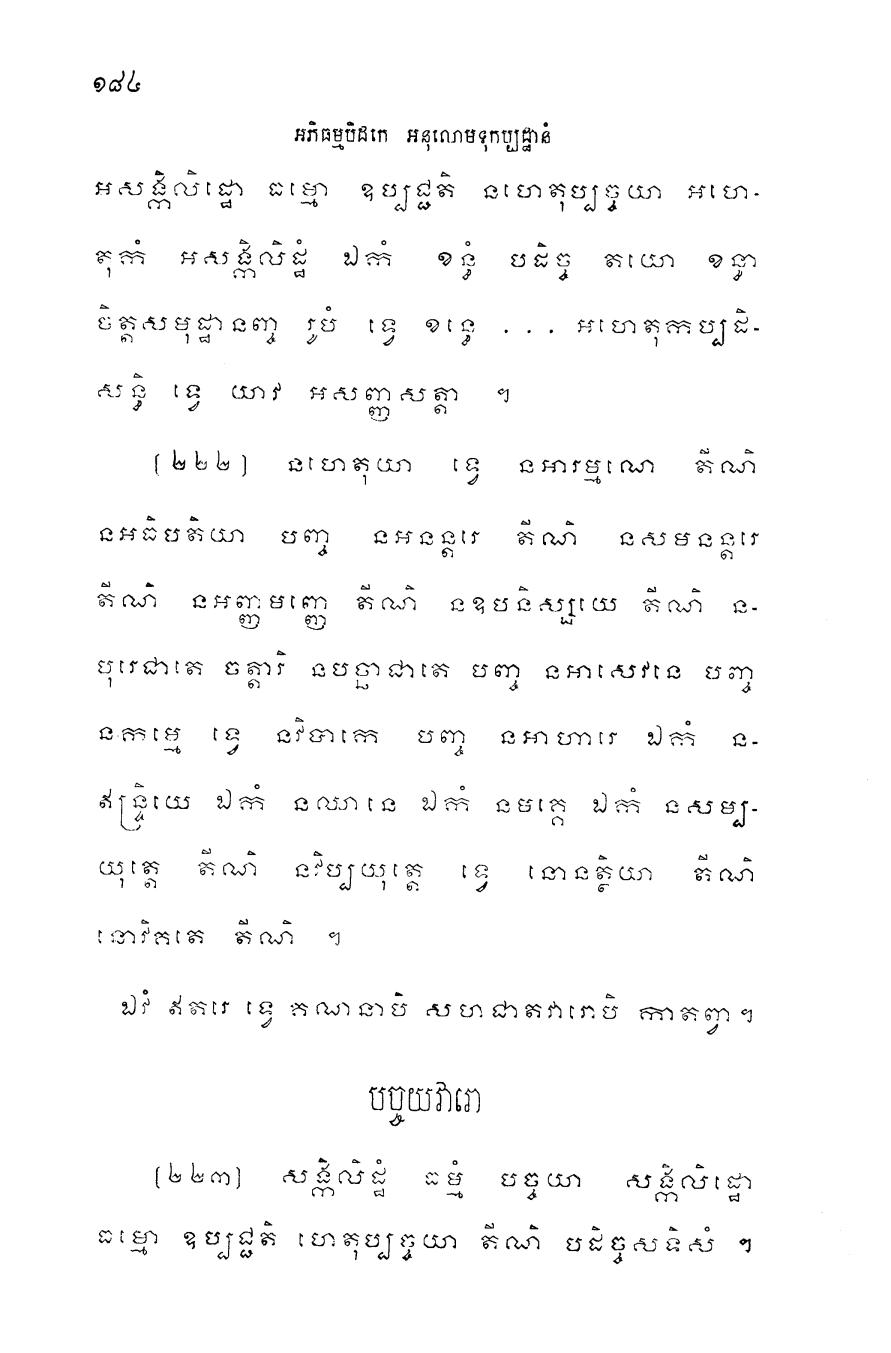 ១៨៤
អភិធម្មបិដកេ អនុលោមទុកប្បដ្ឋានំ
អសង្កិលិដ្ឋោ ធម្មោ ឧប្បជ្ជតិ នហេតុប្បច្ចយា អហេ-
តុកំ អសង្កិលិដ្ឋំ ឯកំ ខន្ធំ បដិច្ច តយោ ខន្ធា
ចិត្តសមុដ្ឋានញ្ច រូបំ ទ្វេ ខន្ធេ ... អហេតុកប្បដិ-
សន្ធិ ទ្វេ យាវ អសញ្ញសត្តា ។
(២២២) នហេតុយា ទ្វេ នអារម្មណេ តីណិ
នអធិបតិយា បញ្ច នអនន្តរេ តីណិ នសមនន្តរេ
តីណិ នអញ្ញមញ្ញេ តីណិ នឧបនិស្សយេ តីណិ ន-
បុរេជាតេ ចត្តារិ នបច្ឆាជាតេ បញ្ច នអាសេវនេ បញ្ច
នកម្មេ ទ្វេ នវិបាកេ បញ្ច នអាហារេ ឯកំ ន-
ឥន្ទ្រិយេ ឯកំ នឈានេ ឯកំ នមគ្គេ ឯកំ នសម្ប-
យុត្តេ តីណិ នវិប្បយុត្តេ ទ្វេ នោនត្ថិយា តីណិ
នោវិគតេ តីណិ ។
ឯវំ ឥតរេ ទ្វេ គណនាបិ សហជាតវារោបិ កាតព្វា ។
បច្ចយវារោ
(២២៣) សង្កិលិដ្ឋំ ធម្មំ បច្ចយា សង្កិលិដ្ឋោ
ធម្មោ ឧប្បជ្ជតិ ហេតុប្បច្ចយា តីណិ បដិច្ចសទិសំ ។